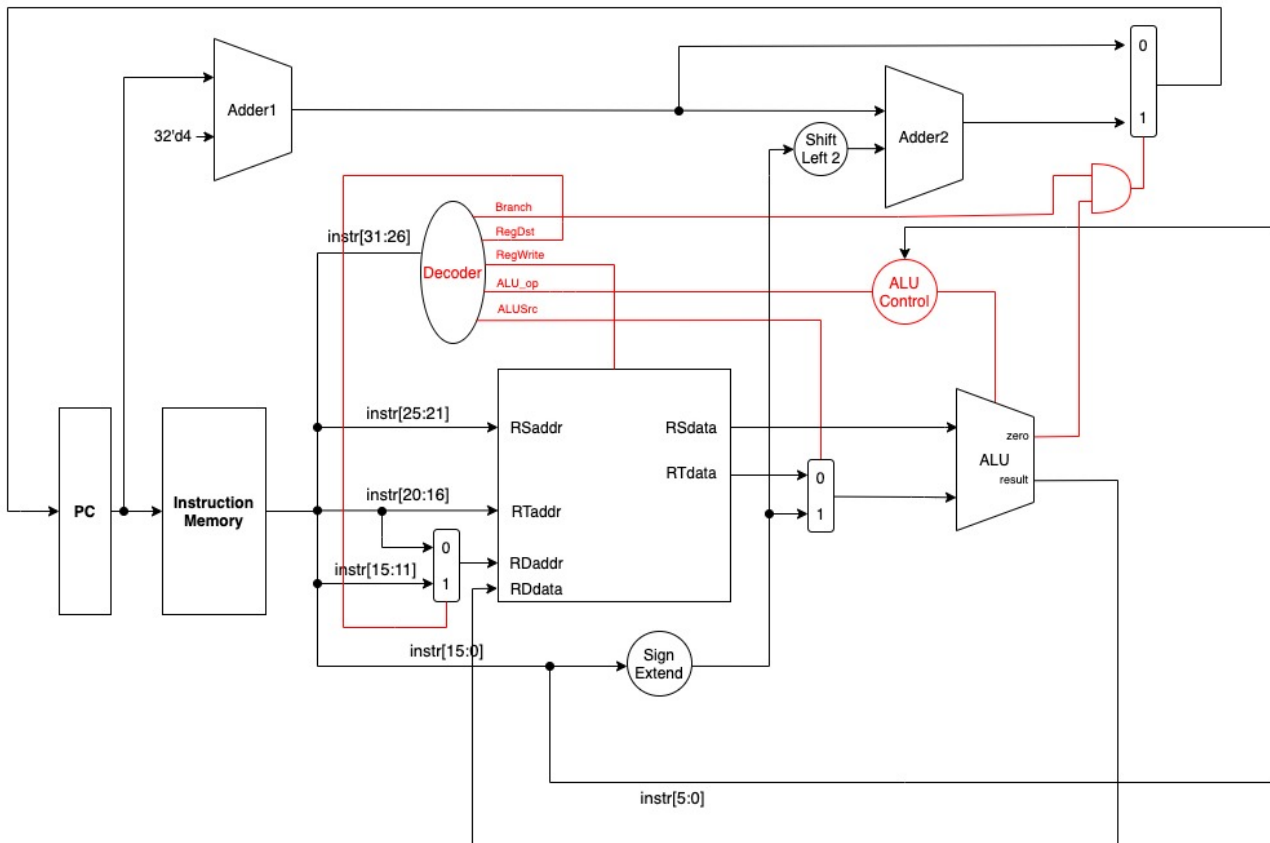 0
Adder1
1
32'd4
Shift
Left 2
Adder2
Branch
instr[31:26]
RegDst
RegWrite
Decoder
ALU_op
ALU
Control
ALUSrc
instr[25:21]
RSaddr
RSdata
zero
RTdata
ALU
0
result
instr[20:16]
PC
Instruction
Memory
RTaddr
1
0
RDaddr
instr[15:11]
1
RDdata
instr[15:0]
Sign
Extend
instr[5:0]